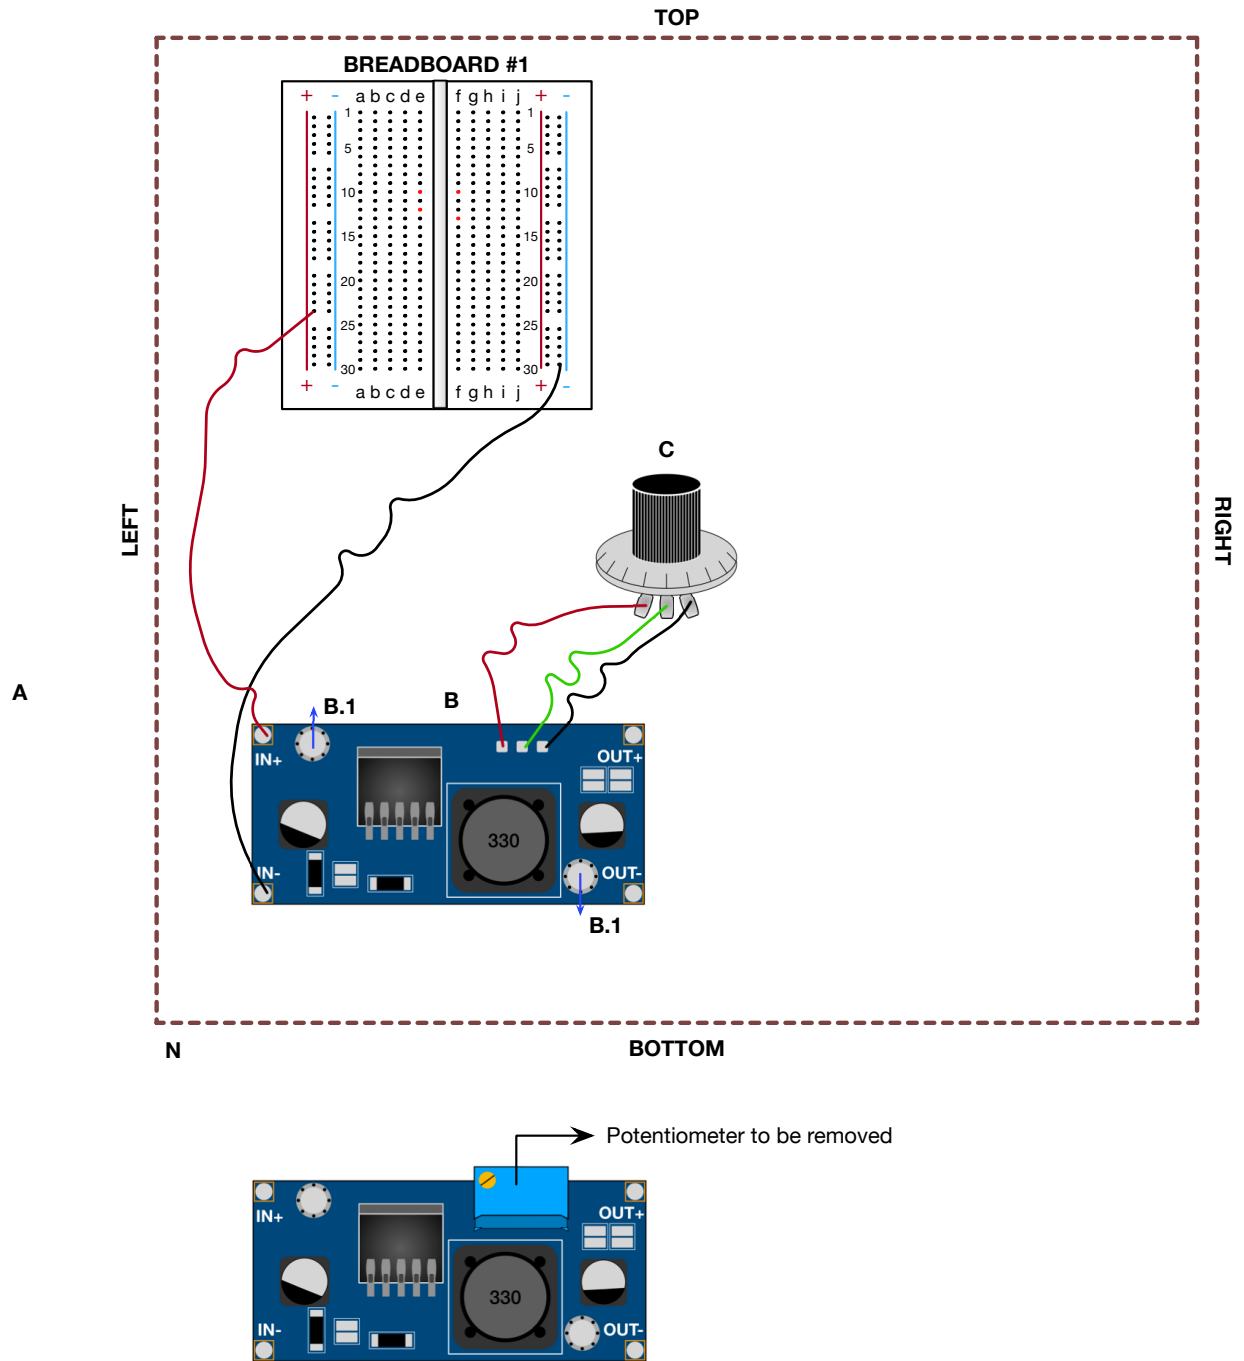 TOP
BREADBOARD #1
+ - a b c d e f g h i j + -
1 1
5 5
10 10
15 15
20 20
25 25
30 30
+ - a b c d e f g h i j + -
LEFT
RIGHT
C
A
B.1
B
IN+
OUT+
330
IN-
OUT-
B.1
N
BOTTOM
Potentiometer to be removed
IN+
OUT+
330
IN-
OUT-